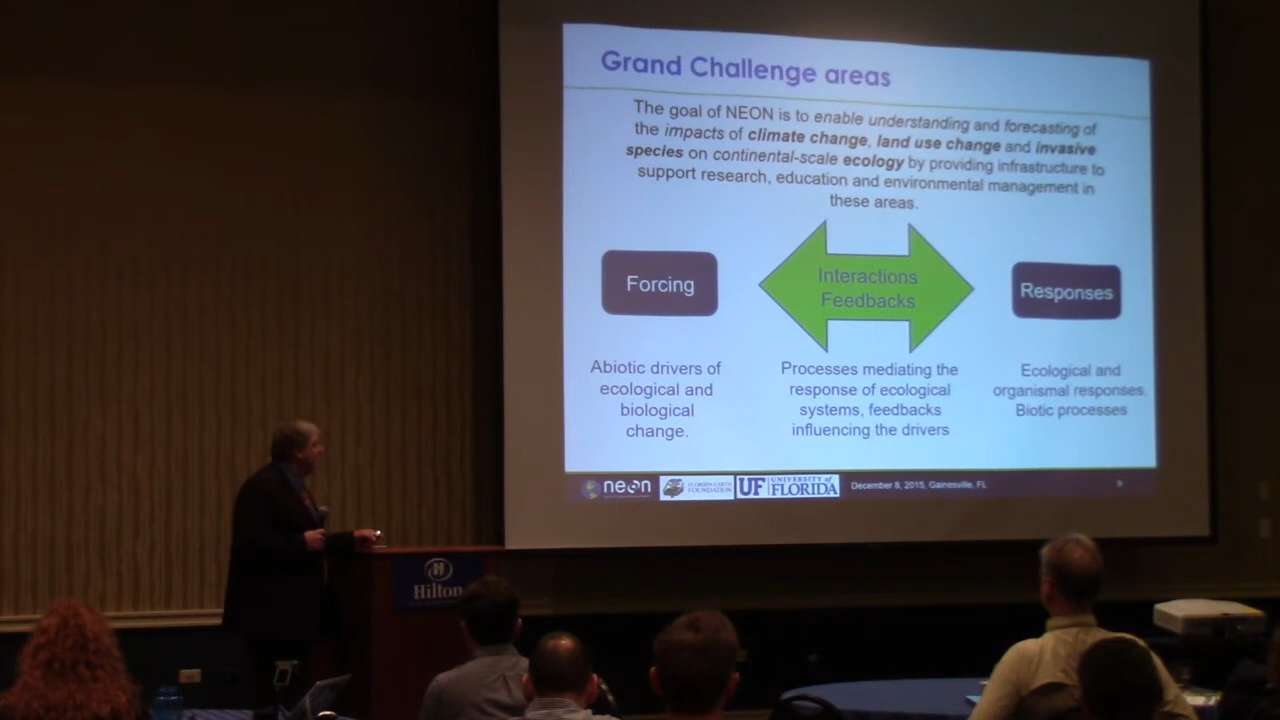 Grand Challenge areas
The goal of NEON is to enable understanding and forecasting of
the impacts of climate change, land use change and invasive
species on continental-scale ecology by providing infrastructure to
support research, education and environmental management in
these areas.
Forcing
Interactions
Feedbacks
Responses
Abiotic drivers of
ecological and
biological
change.
Processes mediating the
response of ecological
systems, feedbacks
influencing the drivers
Ecological and
organismal responses.
Biotic processes
neon
FLORIDA EARTH
FOUNDATION
UF UNIVERSITY of
FLORIDA
December 8, 2015, Gainesville, FL
9
H
Hilton